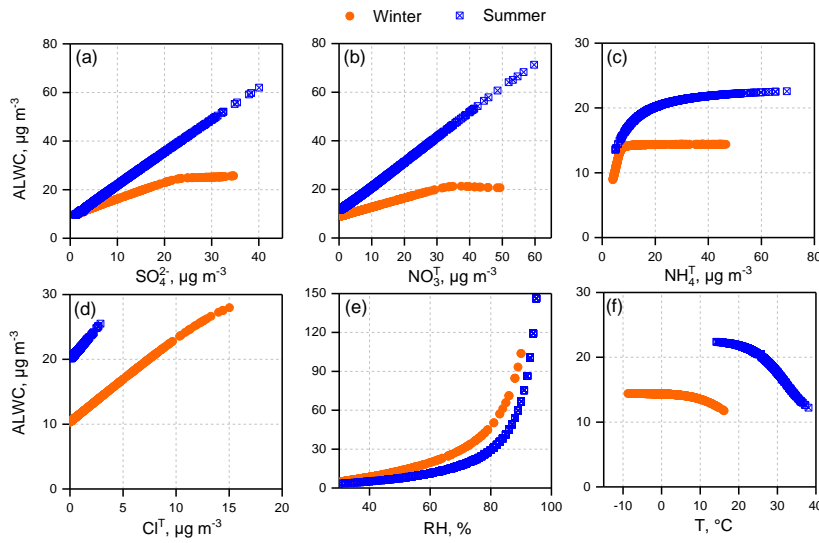 Winter Summer
(a) (b) (c)
80 80 30
60 60 20
40 40
20 20 10
0 0 0
0 10 20 30 40 0 10 20 30 40 50 60 0 20 40 60 80
ALWC, µg m-3
SO₄²⁻, µg m-3 NO₃ᵀ, µg m-3 NH₄ᵀ, µg m-3
(d) (e) (f)
30 150 30
120
20 90 20
60
10 10
30
0 0 0
0 5 10 15 20 40 60 80 100 -10 0 10 20 30 40
ALWC, µg m-3
Clᵀ, µg m-3 RH, % T, °C